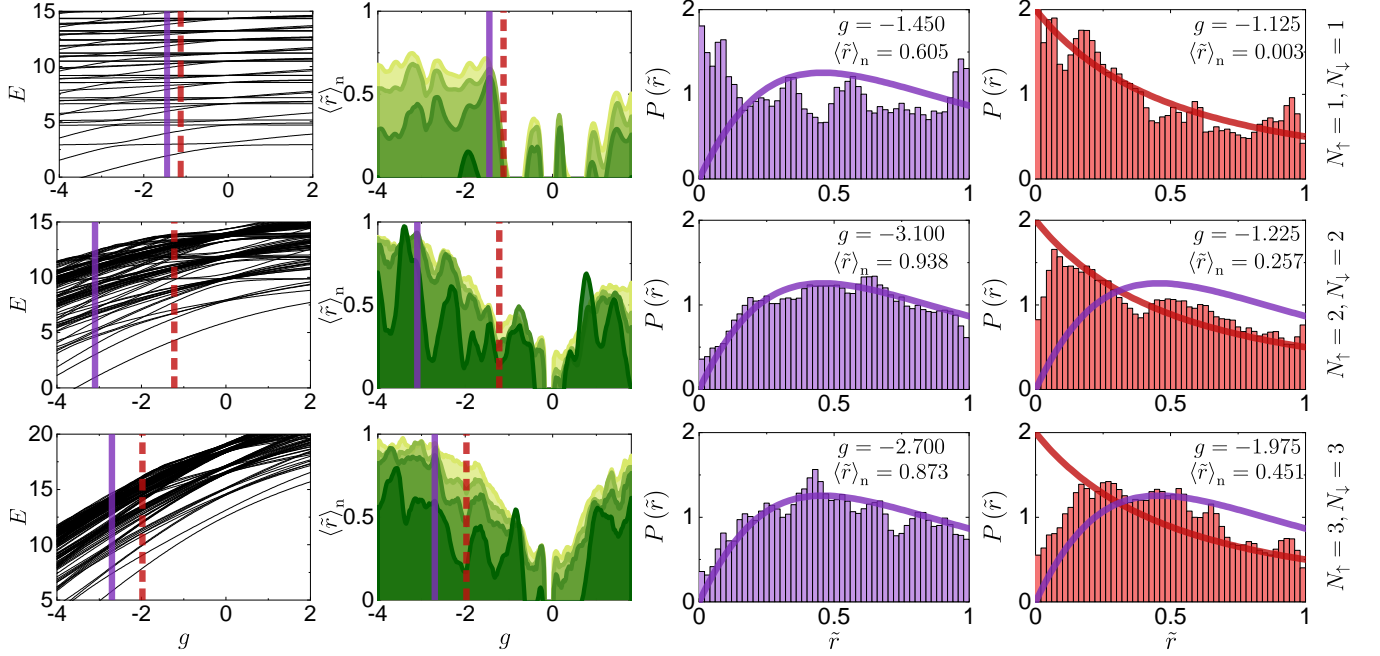 15
10
5
0
E
-4
-2
0
2
1
0.5
0
⟨r̃⟩ₙ
-4
-2
0
2
1
0
P (r̃)
g = −1.450
⟨r̃⟩ₙ = 0.605
0
0.5
1
2
1
0
P (r̃)
g = −1.125
⟨r̃⟩ₙ = 0.003
0
0.5
1
N↑ = 1, N↓ = 1
15
10
5
0
E
-4
-2
0
2
1
0.5
0
⟨r̃⟩ₙ
-4
-2
0
2
1
0
P (r̃)
g = −3.100
⟨r̃⟩ₙ = 0.938
0
0.5
1
2
1
0
P (r̃)
g = −1.225
⟨r̃⟩ₙ = 0.257
0
0.5
1
N↑ = 2, N↓ = 2
20
15
10
5
E
-4
-2
0
2
g
1
0.5
0
⟨r̃⟩ₙ
-4
-2
0
g
2
1
0
P (r̃)
g = −2.700
⟨r̃⟩ₙ = 0.873
0
0.5
1
r̃
2
1
0
P (r̃)
g = −1.975
⟨r̃⟩ₙ = 0.451
0
0.5
1
r̃
N↑ = 3, N↓ = 3